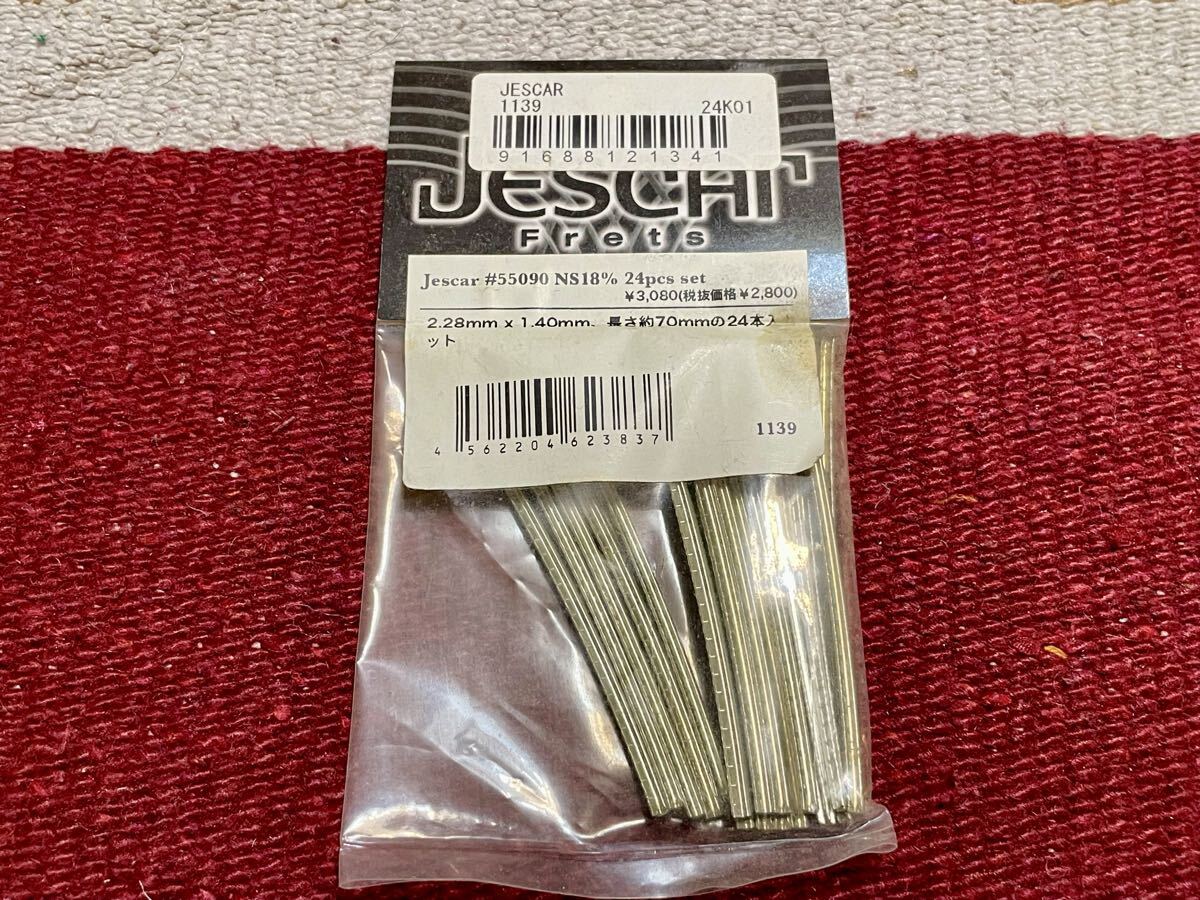 JESCAR
1139 24K01
91688121341
JESCAR
Frets
Jescar #55090 NS18% 24pcs set
¥3,080(税抜価格¥2,800)
2.28mm x 1.40mm、長さ約70mmの24本入
ット
4 562204 623837
1139